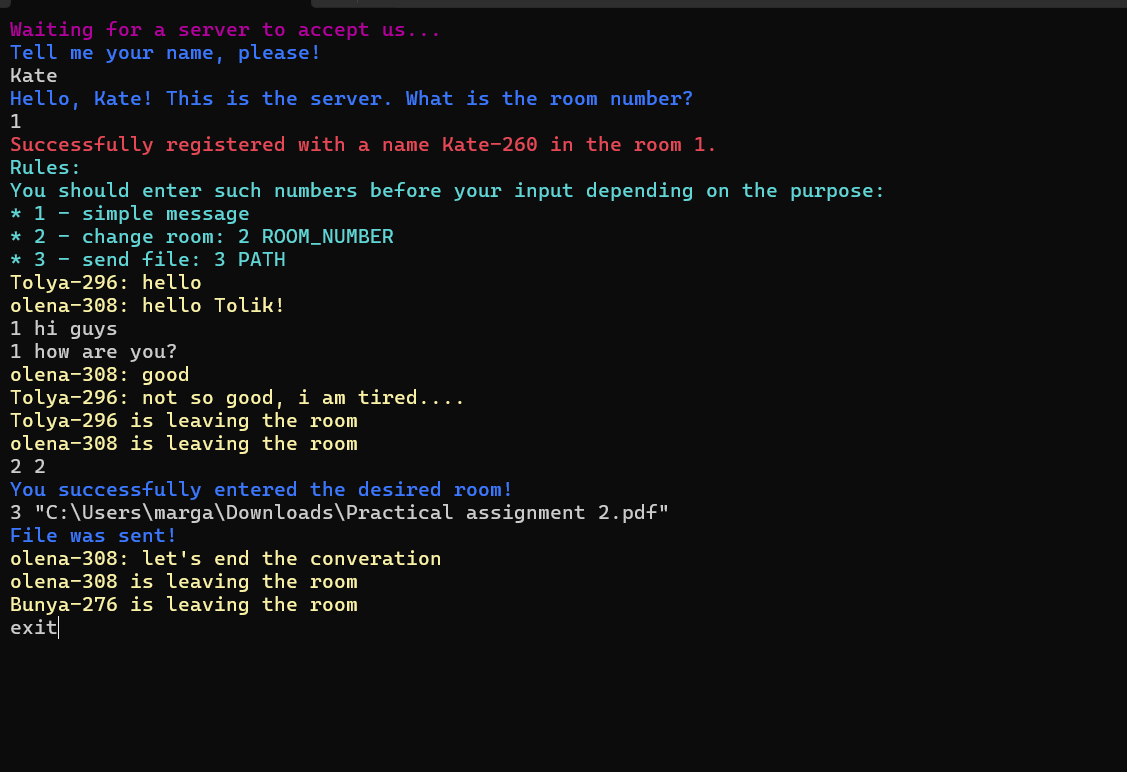 Waiting for a server to accept us...
Tell me your name, please!
Kate
Hello, Kate! This is the server. What is the room number?
1
Successfully registered with a name Kate-260 in the room 1.
Rules:
You should enter such numbers before your input depending on the purpose:
* 1 - simple message
* 2 - change room: 2 ROOM_NUMBER
* 3 - send file: 3 PATH
Tolya-296: hello
olena-308: hello Tolik!
1 hi guys
1 how are you?
olena-308: good
Tolya-296: not so good, i am tired....
Tolya-296 is leaving the room
olena-308 is leaving the room
2 2
You successfully entered the desired room!
3 "C:\Users\marga\Downloads\Practical assignment 2.pdf"
File was sent!
olena-308: let's end the converation
olena-308 is leaving the room
Bunya-276 is leaving the room
exit